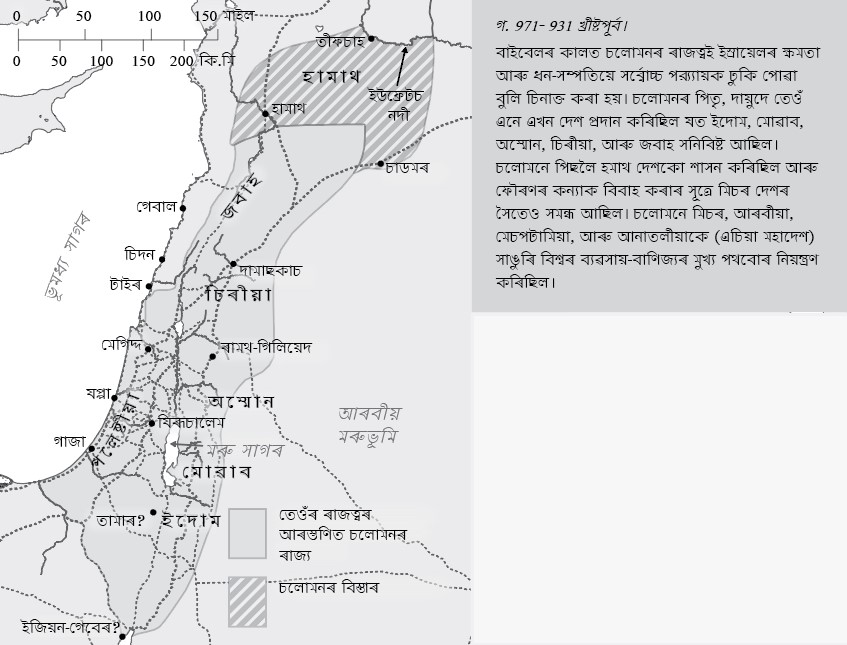 0 50 100 150 মাইল
0 50 100 150 200 কি.মি
তীফচাহ
হামাথ
ইউফ্ৰেটচ
নদী
হামাথ
চাডমৰ
জবাহ
গেবাল
ভূমধ্য সাগৰ
চিদন
দামাছকাচ
টাইৰ
চিৰীয়া
মেগিদ্দ
ৰামথ-গিলিয়েদ
যপ্পা
অম্মোন
পলেষ্টীয়া
যিৰূচালেম
আৰবীয়
মৰুভূমি
গাজা
মৰু সাগৰ
মোৱাব
তামাৰ?
ইদোম
তেওঁৰ ৰাজত্বৰ
আৰম্ভণিত চলোমনৰ
ৰাজ্য
চলোমনৰ বিস্তাৰ
ইজিয়ন-গেবেৰ?
গ. 971- 931 খ্ৰীষ্টপূৰ্ব।
বাইবেলৰ কালত চলোমনৰ ৰাজত্বই ইস্ৰায়েলৰ ক্ষমতা
আৰু ধন-সম্পতিয়ে সৰ্ব্বোচ্চ পৰ্য্যায়ক ঢুকি পোৱা
বুলি চিনাক্ত কৰা হয়। চলোমনৰ পিতৃ, দায়ুদে তেওঁ
এনে এখন দেশ প্ৰদান কৰিছিল যত ইদোম, মোৱাব,
অম্মোন, চিৰীয়া, আৰু জবাহ সনিবিষ্ট আছিল।
চলোমনে পিছলৈ হমাথ দেশকো শাসন কৰিছিল আৰু
ফৌৰণৰ কন্যাক বিবাহ কৰাৰ সূত্ৰে মিচৰ দেশৰ
সৈতেও সমন্ধ আছিল। চলোমনে মিচৰ, আৰবীয়া,
মেচপটামিয়া, আৰু আনাতলীয়াকে (এচিয়া মহাদেশ)
সাঙুৰি বিশ্বৰ ব্যৱসায়-বাণিজ্যৰ মুখ্য পথবোৰ নিয়ন্ত্ৰণ
কৰিছিল।